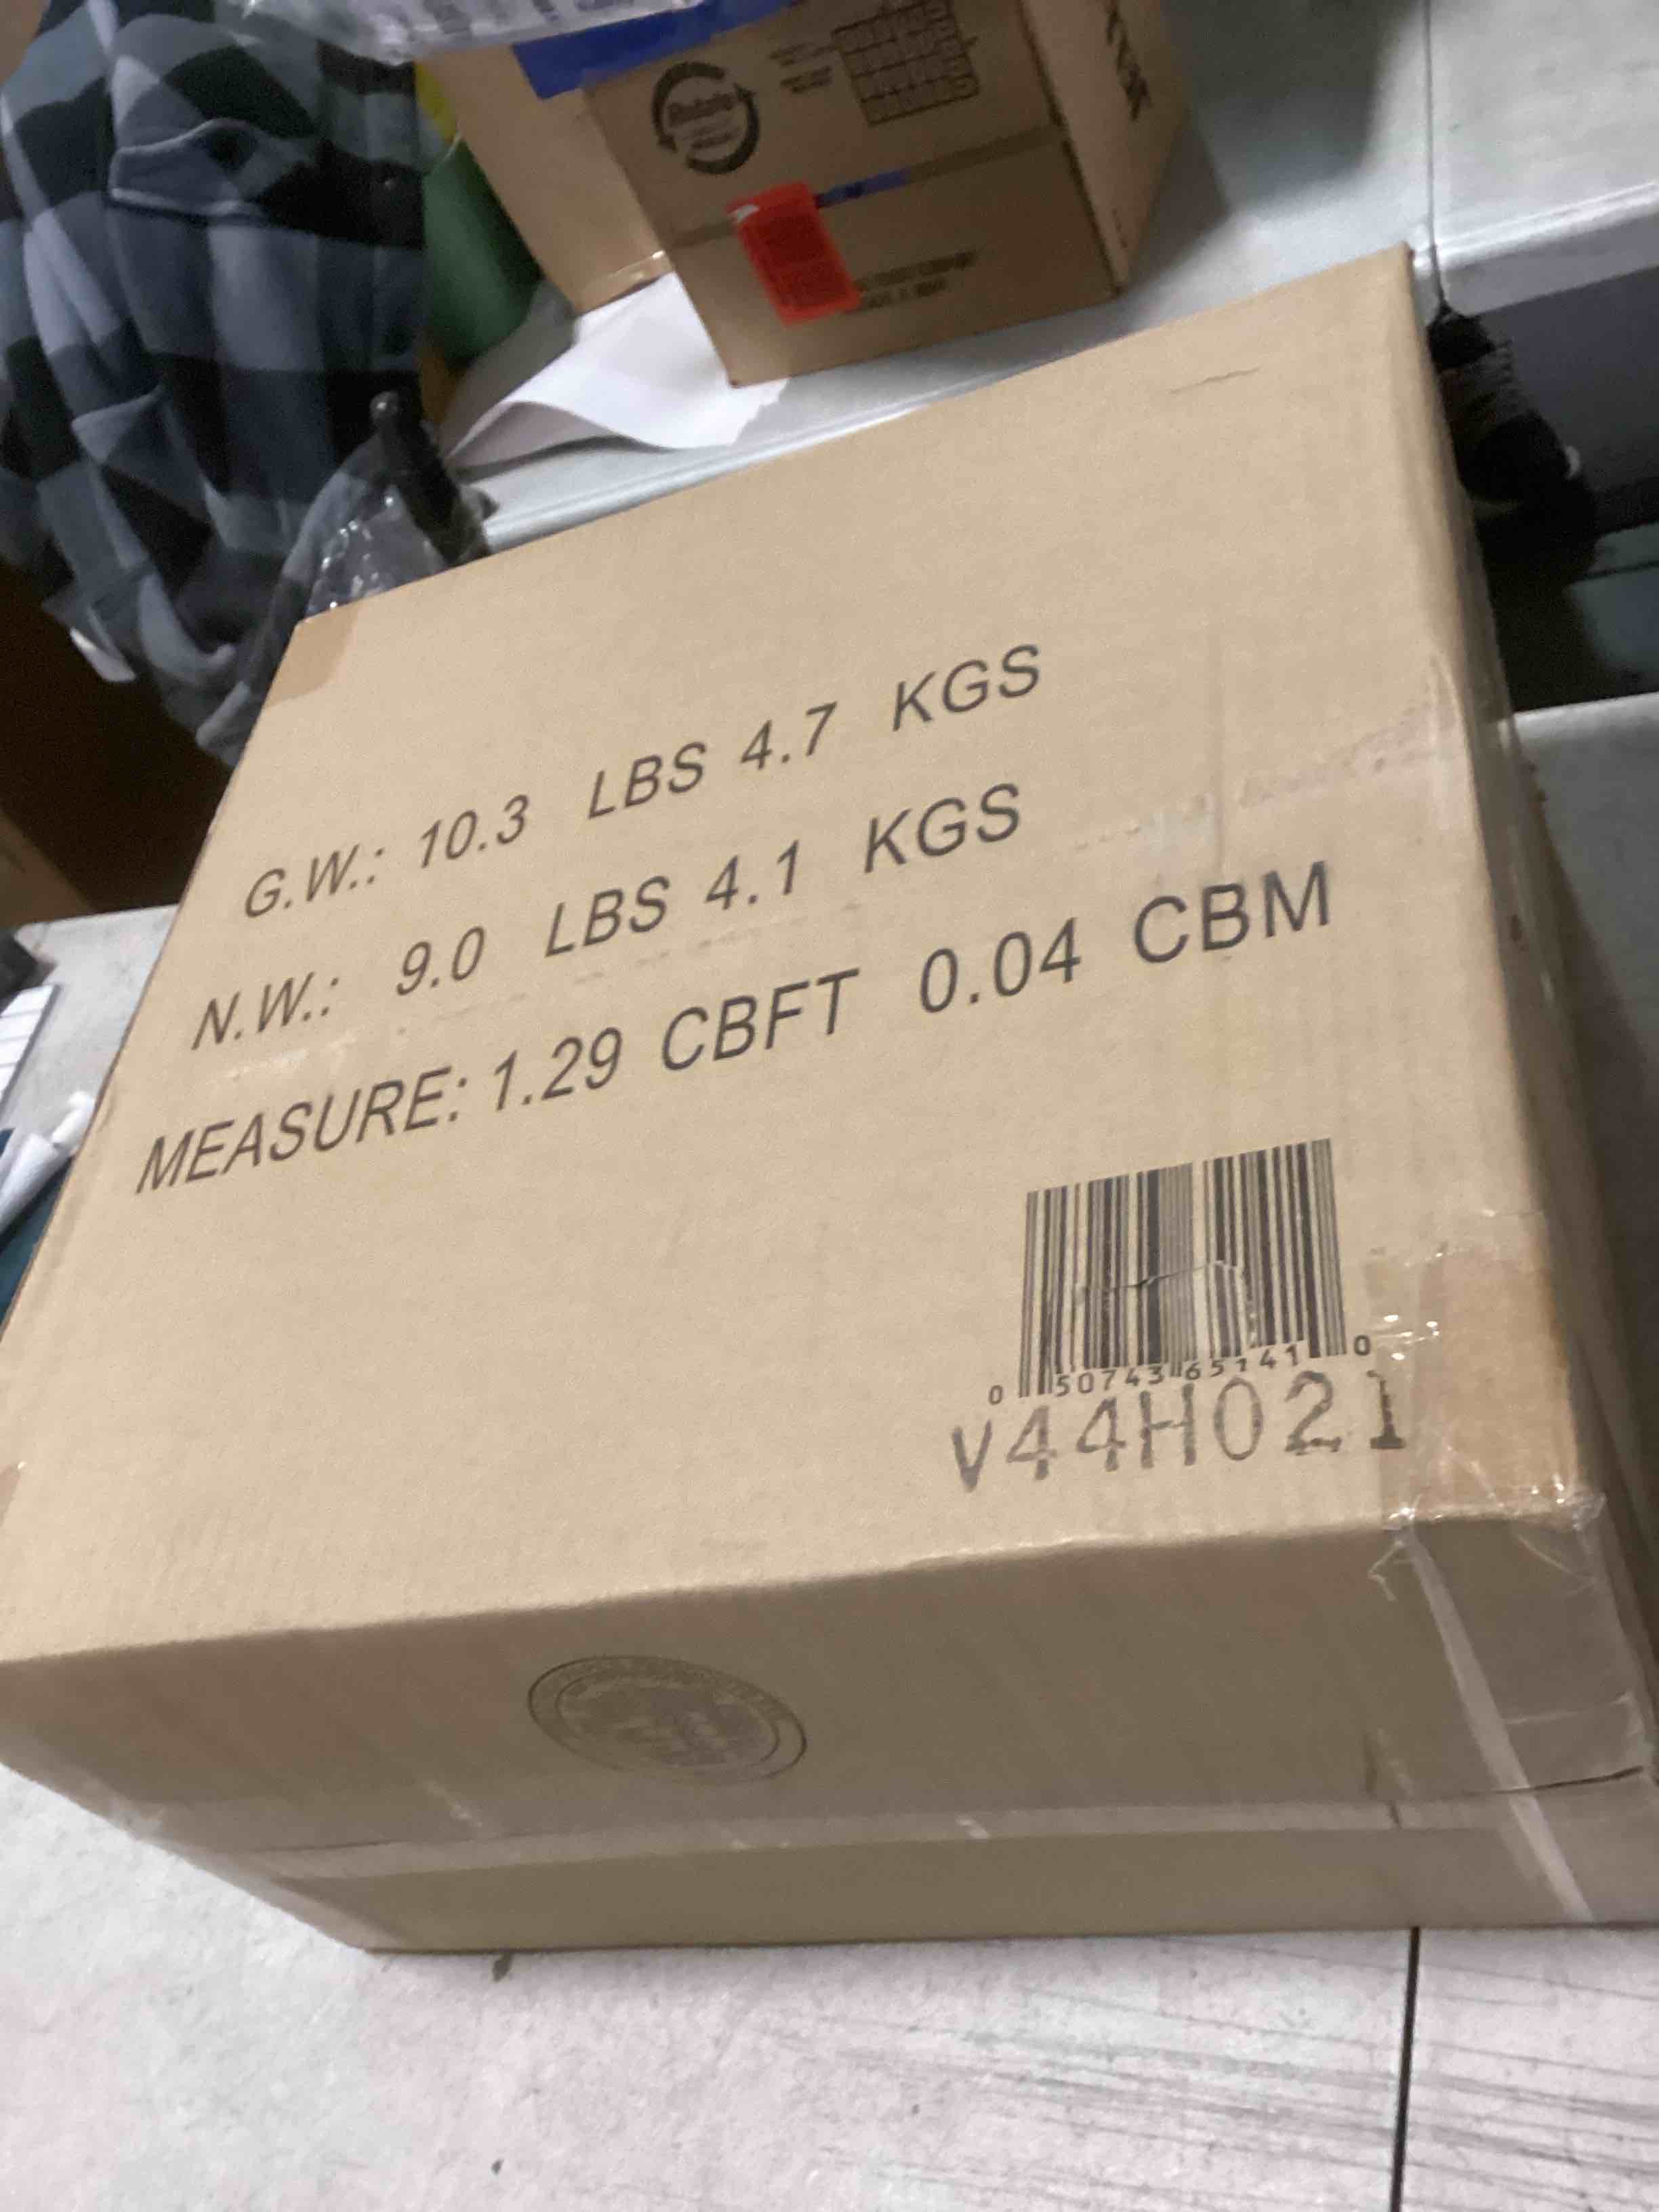 G.W.: 10.3 LBS 4.7 KGS
N.W.: 9.0 LBS 4.1 KGS
MEASURE: 1.29 CBFT 0.04 CBM
0 50743 65141 0
V44H021